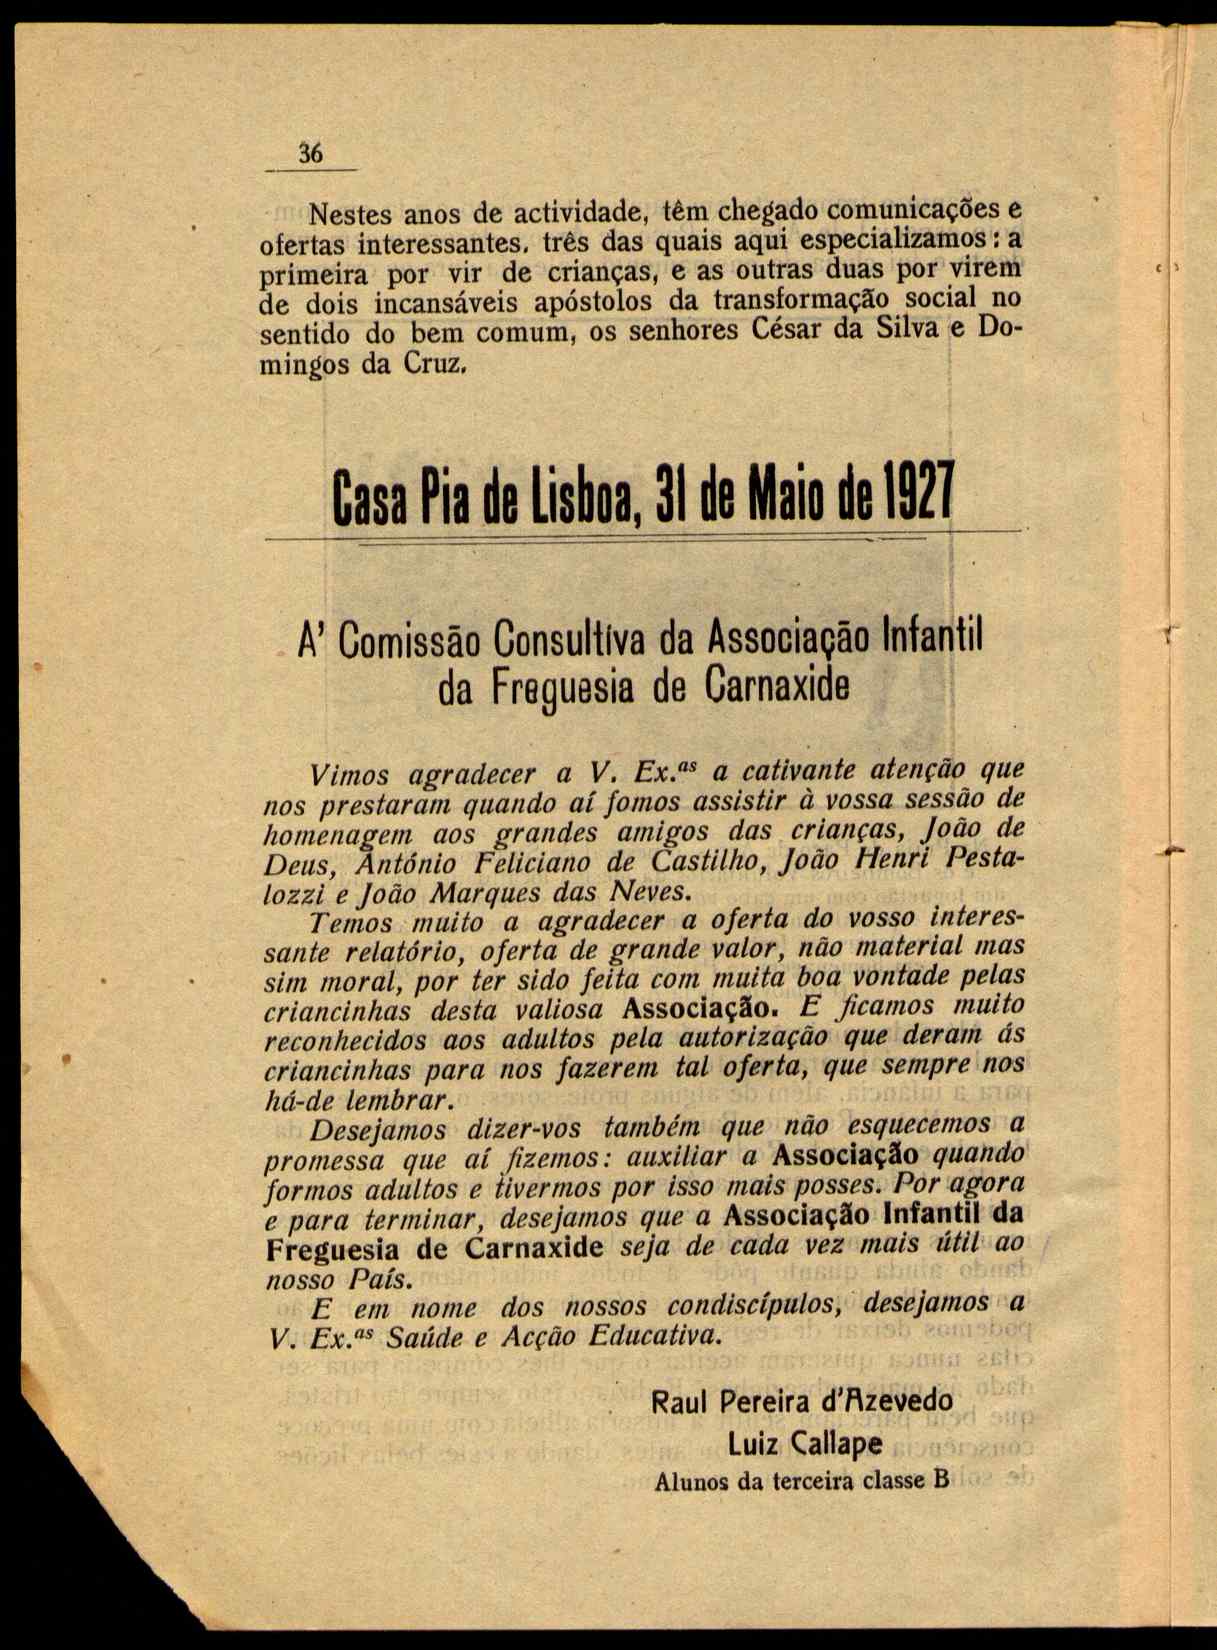 36
Nestes anos de actividade, têm chegado comunicações e
ofertas interessantes, três das quais aqui especializamos: a
primeira por vir de crianças, e as outras duas por virem
de dois incansáveis apóstolos da transformação social no
sentido do bem comum, os senhores César da Silva e Do-
mingos da Cruz.
Casa Pia de Lisboa, 31 de Maio de 1927
A' Comissão Consultiva da Associação Infantil
da Freguesia de Carnaxide
Vimos agradecer a V. Ex.ªˢ a cativante atenção que
nos prestaram quando aí fomos assistir à vossa sessão de
homenagem aos grandes amigos das crianças, João de
Deus, António Feliciano de Castilho, João Henri Pesta-
lozzi e João Marques das Neves.
Temos muito a agradecer a oferta do vosso interes-
sante relatório, oferta de grande valor, não material mas
sim moral, por ter sido feita com muita boa vontade pelas
criancinhas desta valiosa Associação. E ficamos muito
reconhecidos aos adultos pela autorização que deram ás
criancinhas para nos fazerem tal oferta, que sempre nos
há-de lembrar.
Desejamos dizer-vos também que não esquecemos a
promessa que aí fizemos: auxiliar a Associação quando
formos adultos e tivermos por isso mais posses. Por agora
e para terminar, desejamos que a Associação Infantil da
Freguesia de Carnaxide seja de cada vez mais útil ao
nosso País.
E em nome dos nossos condiscípulos, desejamos a
V. Ex.ªˢ Saúde e Acção Educativa.
Raul Pereira d'Azevedo
Luiz Callape
Alunos da terceira classe B